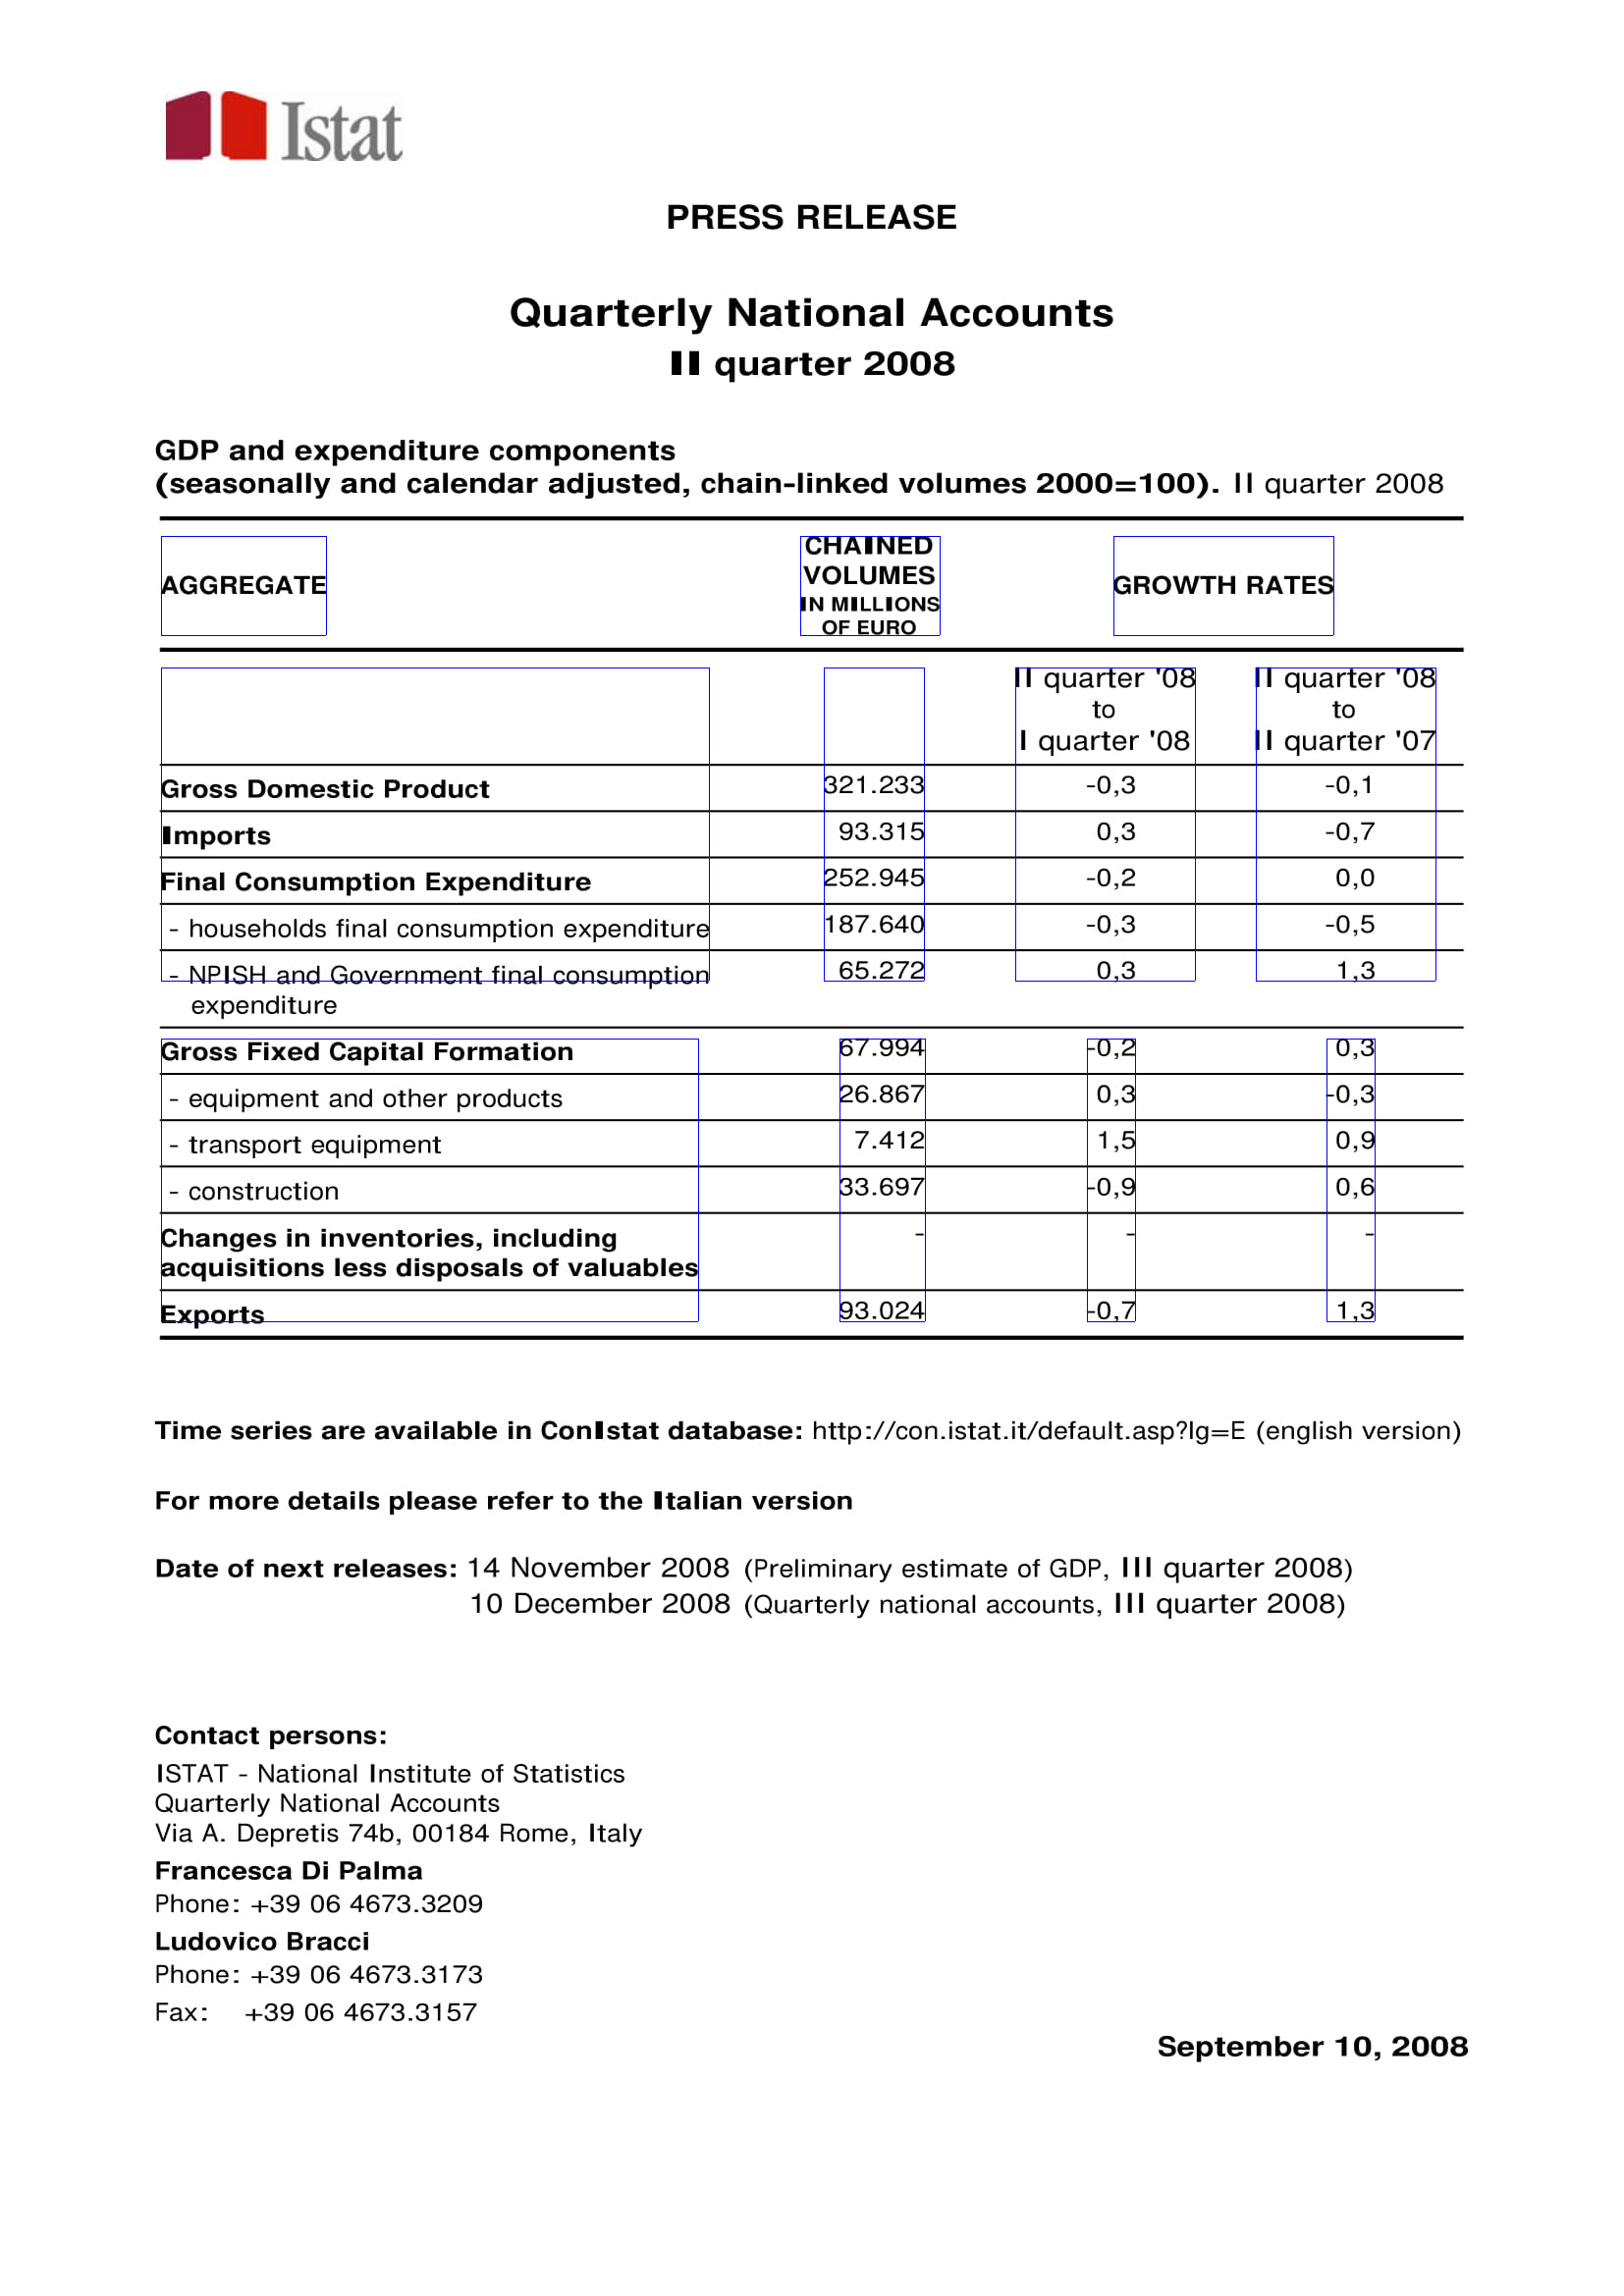 Istat
PRESS RELEASE
Quarterly National Accounts
II quarter 2008
GDP and expenditure components
(seasonally and calendar adjusted, chain-linked volumes 2000=100). II quarter 2008
AGGREGATE CHAINED VOLUMES IN MILLIONS OF EURO GROWTH RATES
II quarter '08 to I quarter '08 II quarter '08 to II quarter '07
Gross Domestic Product 321.233 -0,3 -0,1
Imports 93.315 0,3 -0,7
Final Consumption Expenditure 252.945 -0,2 0,0
- households final consumption expenditure 187.640 -0,3 -0,5
- NPISH and Government final consumption 65.272 0,3 1,3
expenditure
Gross Fixed Capital Formation 67.994 -0,2 0,3
- equipment and other products 26.867 0,3 -0,3
- transport equipment 7.412 1,5 0,9
- construction 33.697 -0,9 0,6
Changes in inventories, including - - -
acquisitions less disposals of valuables
Exports 93.024 -0,7 1,3
Time series are available in ConIstat database: http://con.istat.it/default.asp?lg=E (english version)
For more details please refer to the Italian version
Date of next releases: 14 November 2008 (Preliminary estimate of GDP, III quarter 2008)
10 December 2008 (Quarterly national accounts, III quarter 2008)
Contact persons:
ISTAT - National Institute of Statistics
Quarterly National Accounts
Via A. Depretis 74b, 00184 Rome, Italy
Francesca Di Palma
Phone: +39 06 4673.3209
Ludovico Bracci
Phone: +39 06 4673.3173
Fax: +39 06 4673.3157
September 10, 2008